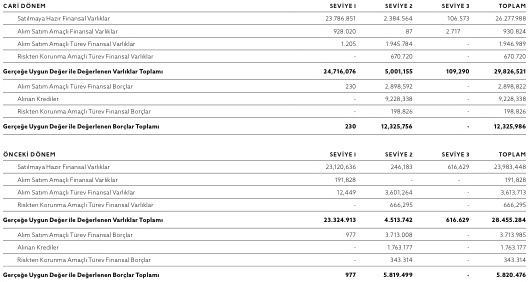 CARİ DÖNEM SEVİYE 1 SEVİYE 2 SEVİYE 3 TOPLAM
Satılmaya Hazır Finansal Varlıklar 23.786.851 2.384.564 106.573 26.277.988
Alım Satım Amaçlı Finansal Varlıklar 928.020 87 2.717 930.824
Alım Satım Amaçlı Türev Finansal Varlıklar 1.205 1.945.784 - 1.946.989
Riskten Korunma Amaçlı Türev Finansal Varlıklar - 670.720 - 670.720
Gerçeğe Uygun Değer ile Değerlenen Varlıklar Toplamı 24,716,076 5,001,155 109,290 29,826,521
Alım Satım Amaçlı Türev Finansal Borçlar 230 2,898,592 - 2,898,822
Alınan Krediler - 9,228,338 - 9,228,338
Riskten Korunma Amaçlı Türev Finansal Borçlar - 198,826 - 198,826
Gerçeğe Uygun Değer ile Değerlenen Borçlar Toplamı 230 12,325,756 - 12,325,986
ÖNCEKİ DÖNEM SEVİYE 1 SEVİYE 2 SEVİYE 3 TOPLAM
Satılmaya Hazır Finansal Varlıklar 23,120,636 246,183 616,629 23,983,448
Alım Satım Amaçlı Finansal Varlıklar 191,828 - - 191,828
Alım Satım Amaçlı Türev Finansal Varlıklar 12,449 3,601,264 - 3,613,713
Riskten Korunma Amaçlı Türev Finansal Varlıklar - 666,295 - 666,295
Gerçeğe Uygun Değer ile Değerlenen Varlıklar Toplamı 23.324.913 4.513.742 616.629 28.455.284
Alım Satım Amaçlı Türev Finansal Borçlar 977 3.713.008 - 3.713.985
Alınan Krediler - 1.763.177 - 1.763.177
Riskten Korunma Amaçlı Türev Finansal Borçlar - 343.314 - 343.314
Gerçeğe Uygun Değer ile Değerlenen Borçlar Toplamı 977 5.819.499 - 5.820.476